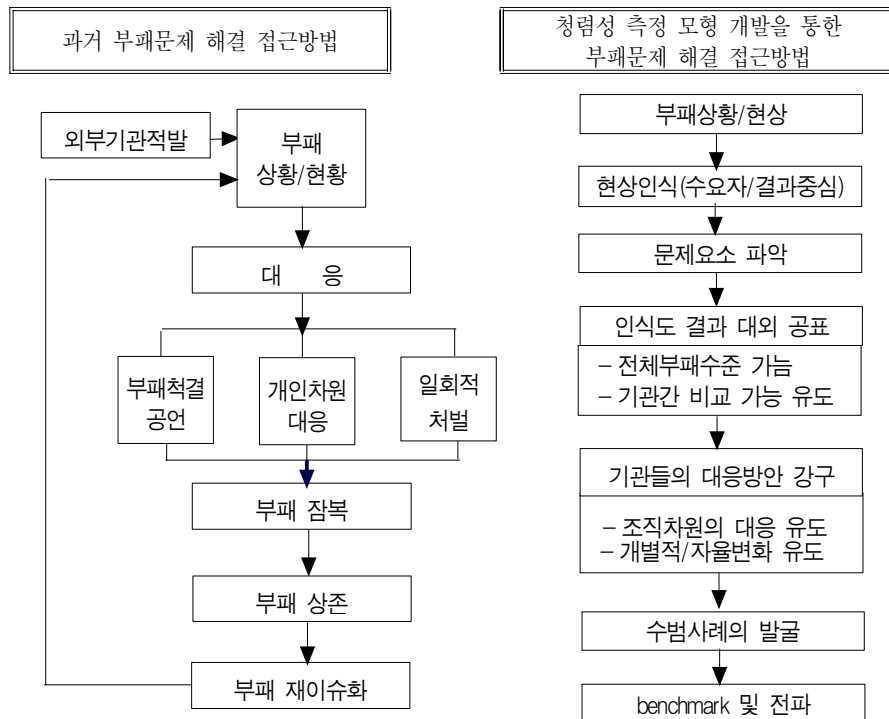 과거 부패문제 해결 접근방법
외부기관적발
부패
상황/현황
대 응
부패척결
공언
개인차원
대응
일회적
처벌
부패 잠복
부패 상존
부패 재이슈화
청렴성 측정 모형 개발을 통한
부패문제 해결 접근방법
부패상황/현상
현상인식(수요자/결과중심)
문제요소 파악
인식도 결과 대외 공표
– 전체부패수준 가늠
– 기관간 비교 가능 유도
기관들의 대응방안 강구
– 조직차원의 대응 유도
– 개별적/자율변화 유도
수범사례의 발굴
benchmark 및 전파